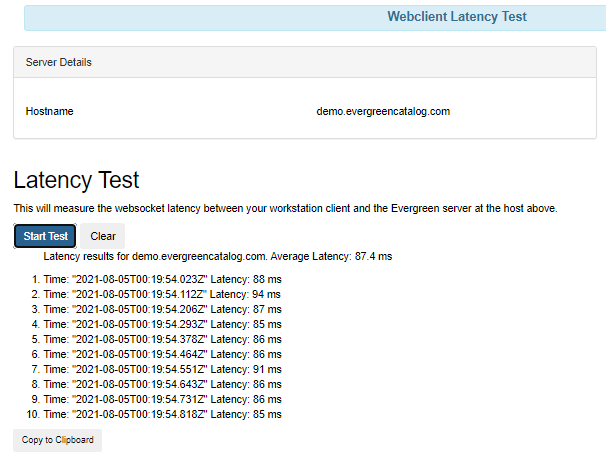 Webclient Latency Test
Server Details
Hostname demo.evergreencatalog.com
Latency Test
This will measure the websocket latency between your workstation client and the Evergreen server at the host above.
Start Test Clear
Latency results for demo.evergreencatalog.com. Average Latency: 87.4 ms
1. Time: "2021-08-05T00:19:54.023Z" Latency: 88 ms
2. Time: "2021-08-05T00:19:54.112Z" Latency: 94 ms
3. Time: "2021-08-05T00:19:54.206Z" Latency: 87 ms
4. Time: "2021-08-05T00:19:54.293Z" Latency: 85 ms
5. Time: "2021-08-05T00:19:54.378Z" Latency: 86 ms
6. Time: "2021-08-05T00:19:54.464Z" Latency: 86 ms
7. Time: "2021-08-05T00:19:54.551Z" Latency: 91 ms
8. Time: "2021-08-05T00:19:54.643Z" Latency: 86 ms
9. Time: "2021-08-05T00:19:54.731Z" Latency: 86 ms
10. Time: "2021-08-05T00:19:54.818Z" Latency: 85 ms
Copy to Clipboard